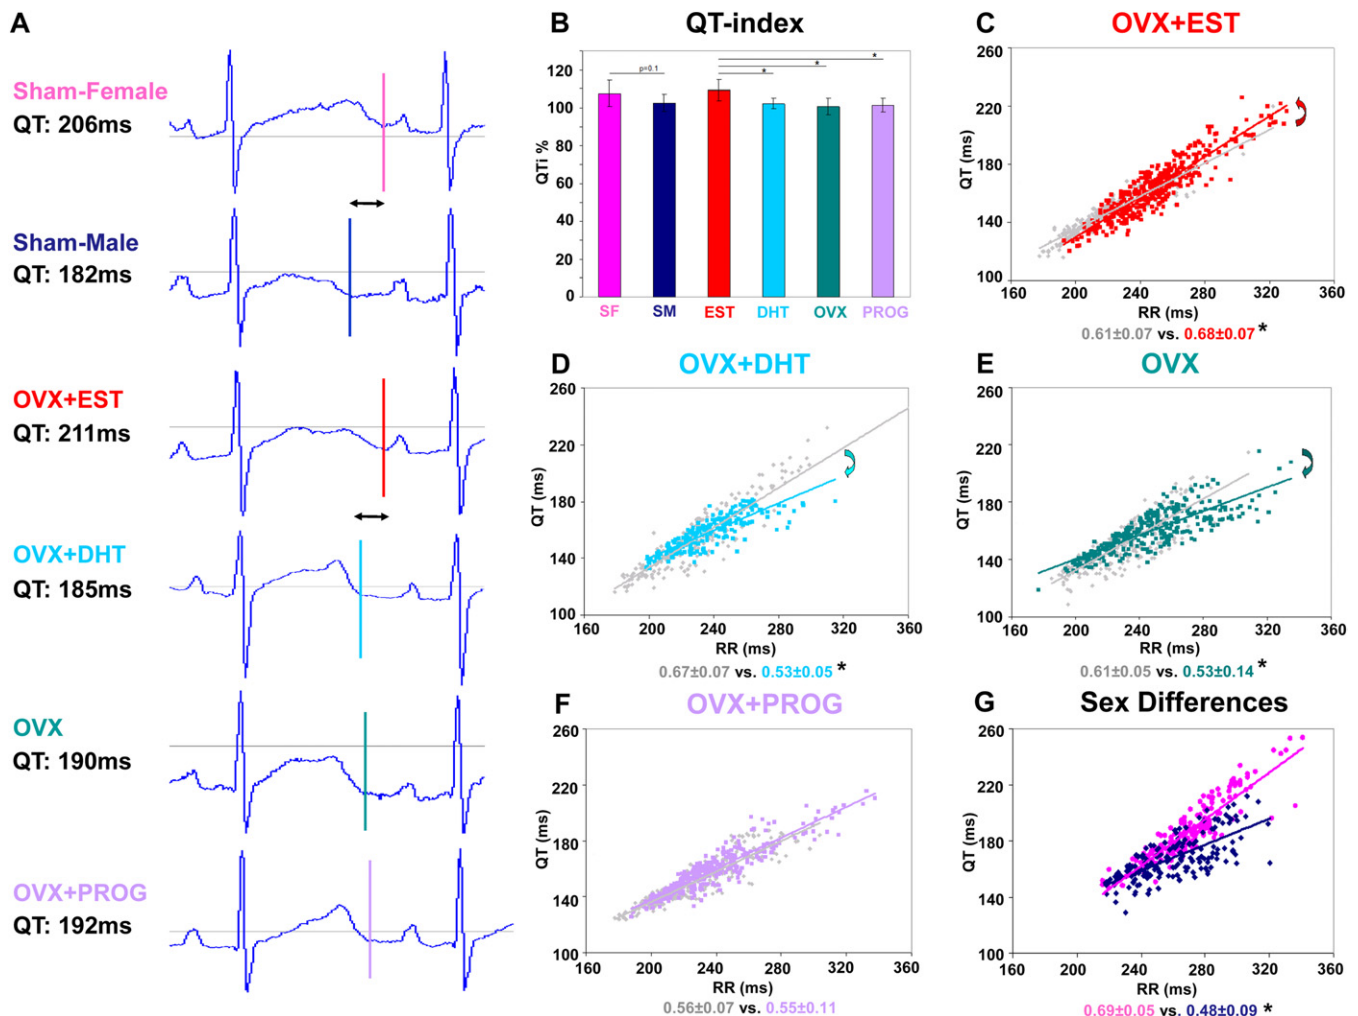 A
Sham-Female
QT: 206ms
Sham-Male
QT: 182ms
OVX+EST
QT: 211ms
OVX+DHT
QT: 185ms
OVX
QT: 190ms
OVX+PROG
QT: 192ms
B QT-index
QTi %
120
100
80
60
40
20
0
p=0.1
*
*
*
SF SM EST DHT OVX PROG
C OVX+EST
QT (ms)
260
220
180
140
100
160 200 240 280 320 360
RR (ms)
0.61±0.07 vs. 0.68±0.07 *
D OVX+DHT
QT (ms)
260
220
180
140
100
160 200 240 280 320 360
RR (ms)
0.67±0.07 vs. 0.53±0.05 *
E OVX
QT (ms)
260
220
180
140
100
160 200 240 280 320 360
RR (ms)
0.61±0.05 vs. 0.53±0.14 *
F OVX+PROG
QT (ms)
260
220
180
140
100
160 200 240 280 320 360
RR (ms)
0.56±0.07 vs. 0.55±0.11
G Sex Differences
QT (ms)
260
220
180
140
100
160 200 240 280 320 360
RR (ms)
0.69±0.05 vs. 0.48±0.09 *